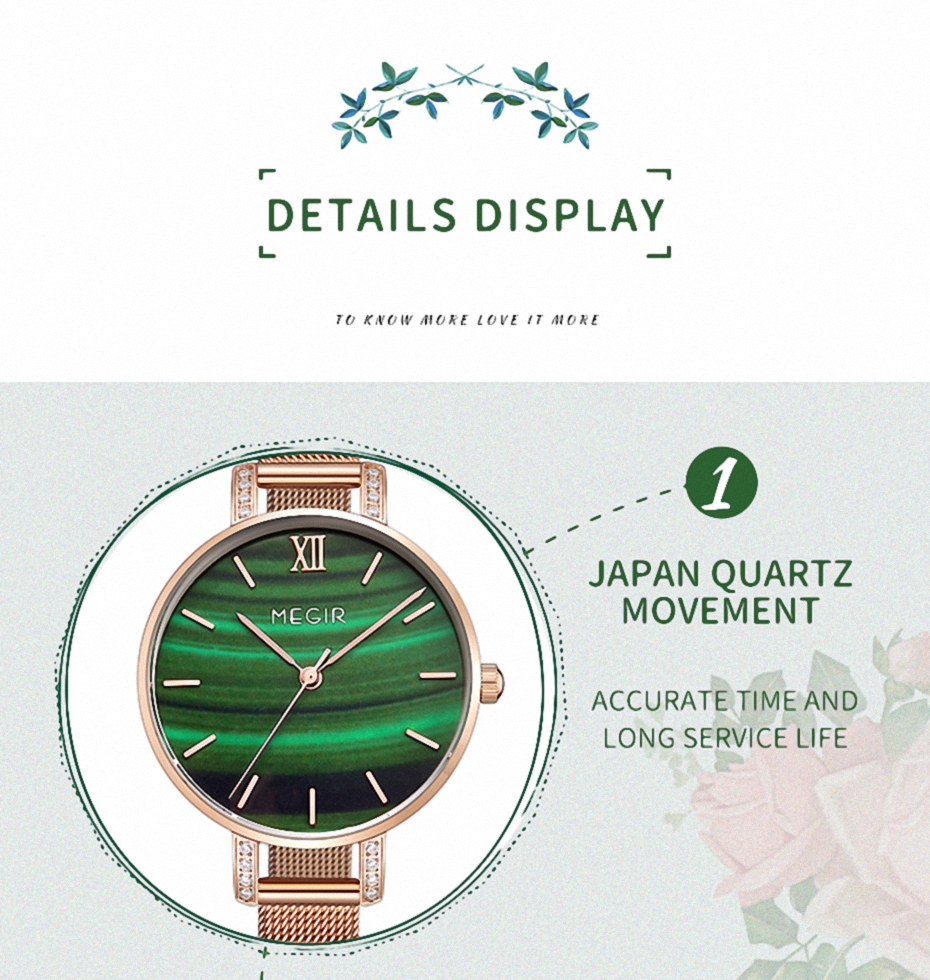 DETAILS DISPLAY
TO KNOW MORE LOVE IT MORE
1
XII
MEGIR
JAPAN QUARTZ
MOVEMENT
ACCURATE TIME AND
LONG SERVICE LIFE